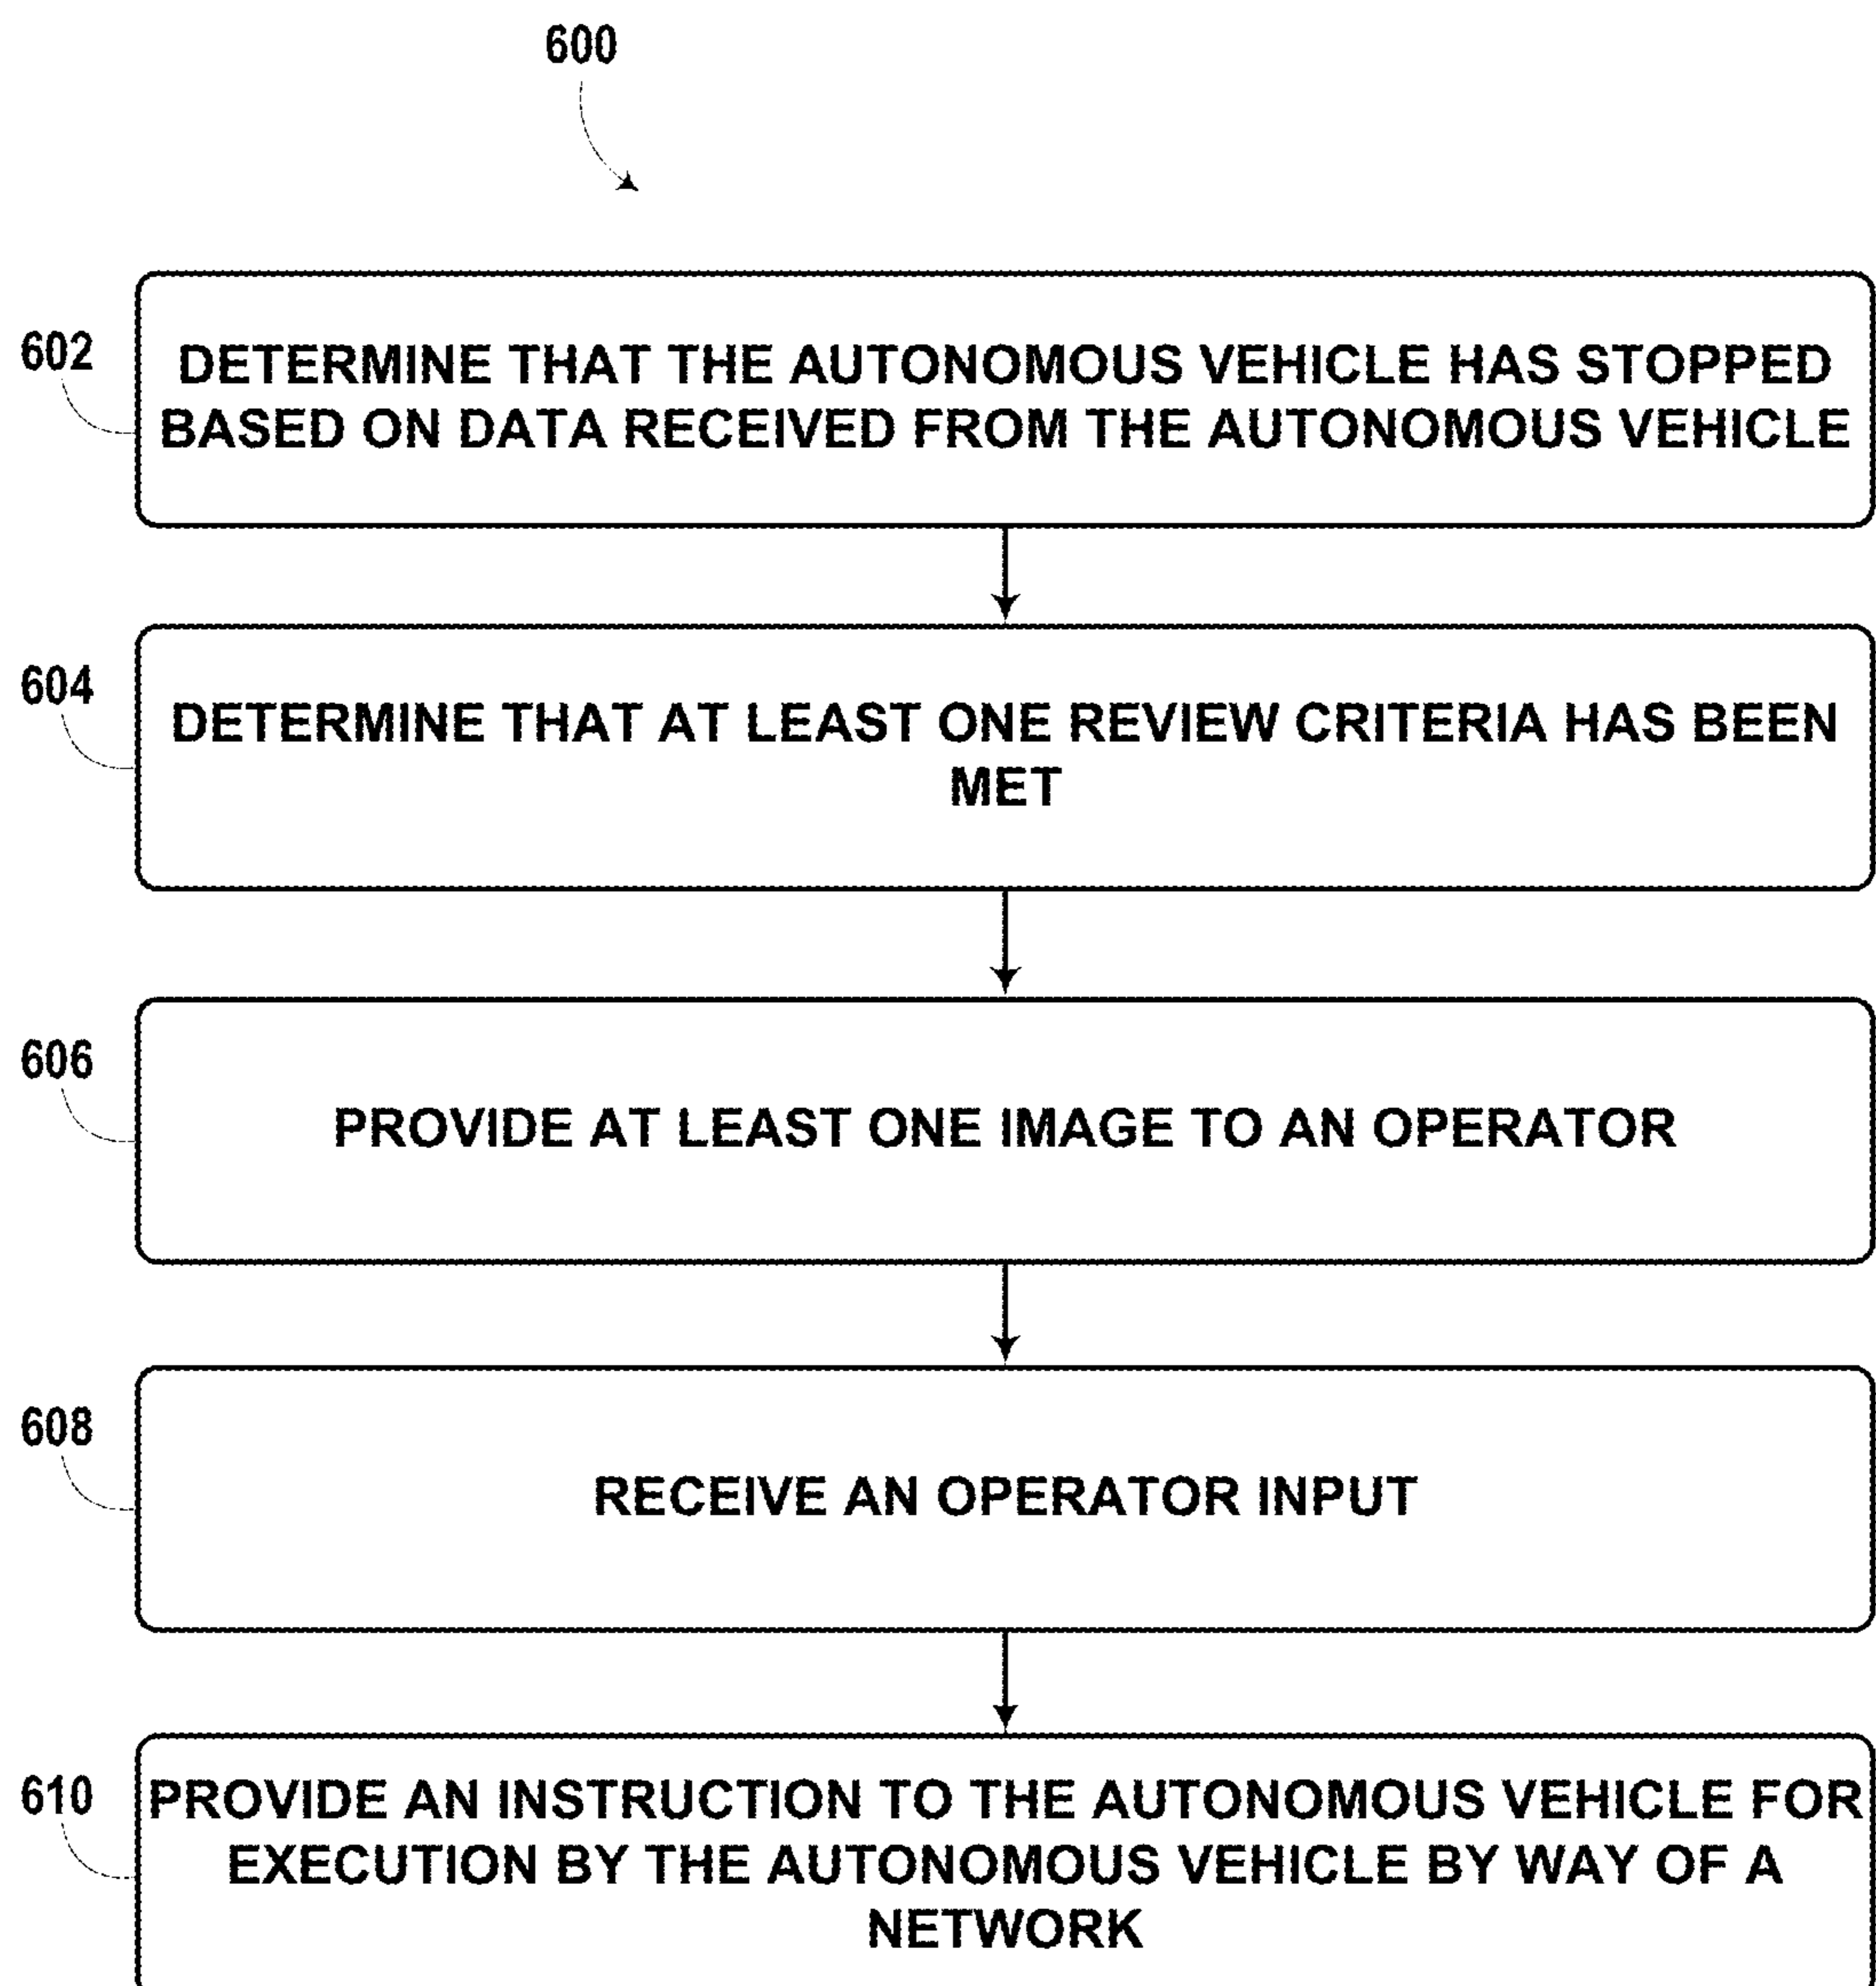 600
602
DETERMINE THAT THE AUTONOMOUS VEHICLE HAS STOPPED
BASED ON DATA RECEIVED FROM THE AUTONOMOUS VEHICLE
604
DETERMINE THAT AT LEAST ONE REVIEW CRITERIA HAS BEEN
MET
606
PROVIDE AT LEAST ONE IMAGE TO AN OPERATOR
608
RECEIVE AN OPERATOR INPUT
610
PROVIDE AN INSTRUCTION TO THE AUTONOMOUS VEHICLE FOR
EXECUTION BY THE AUTONOMOUS VEHICLE BY WAY OF A
NETWORK